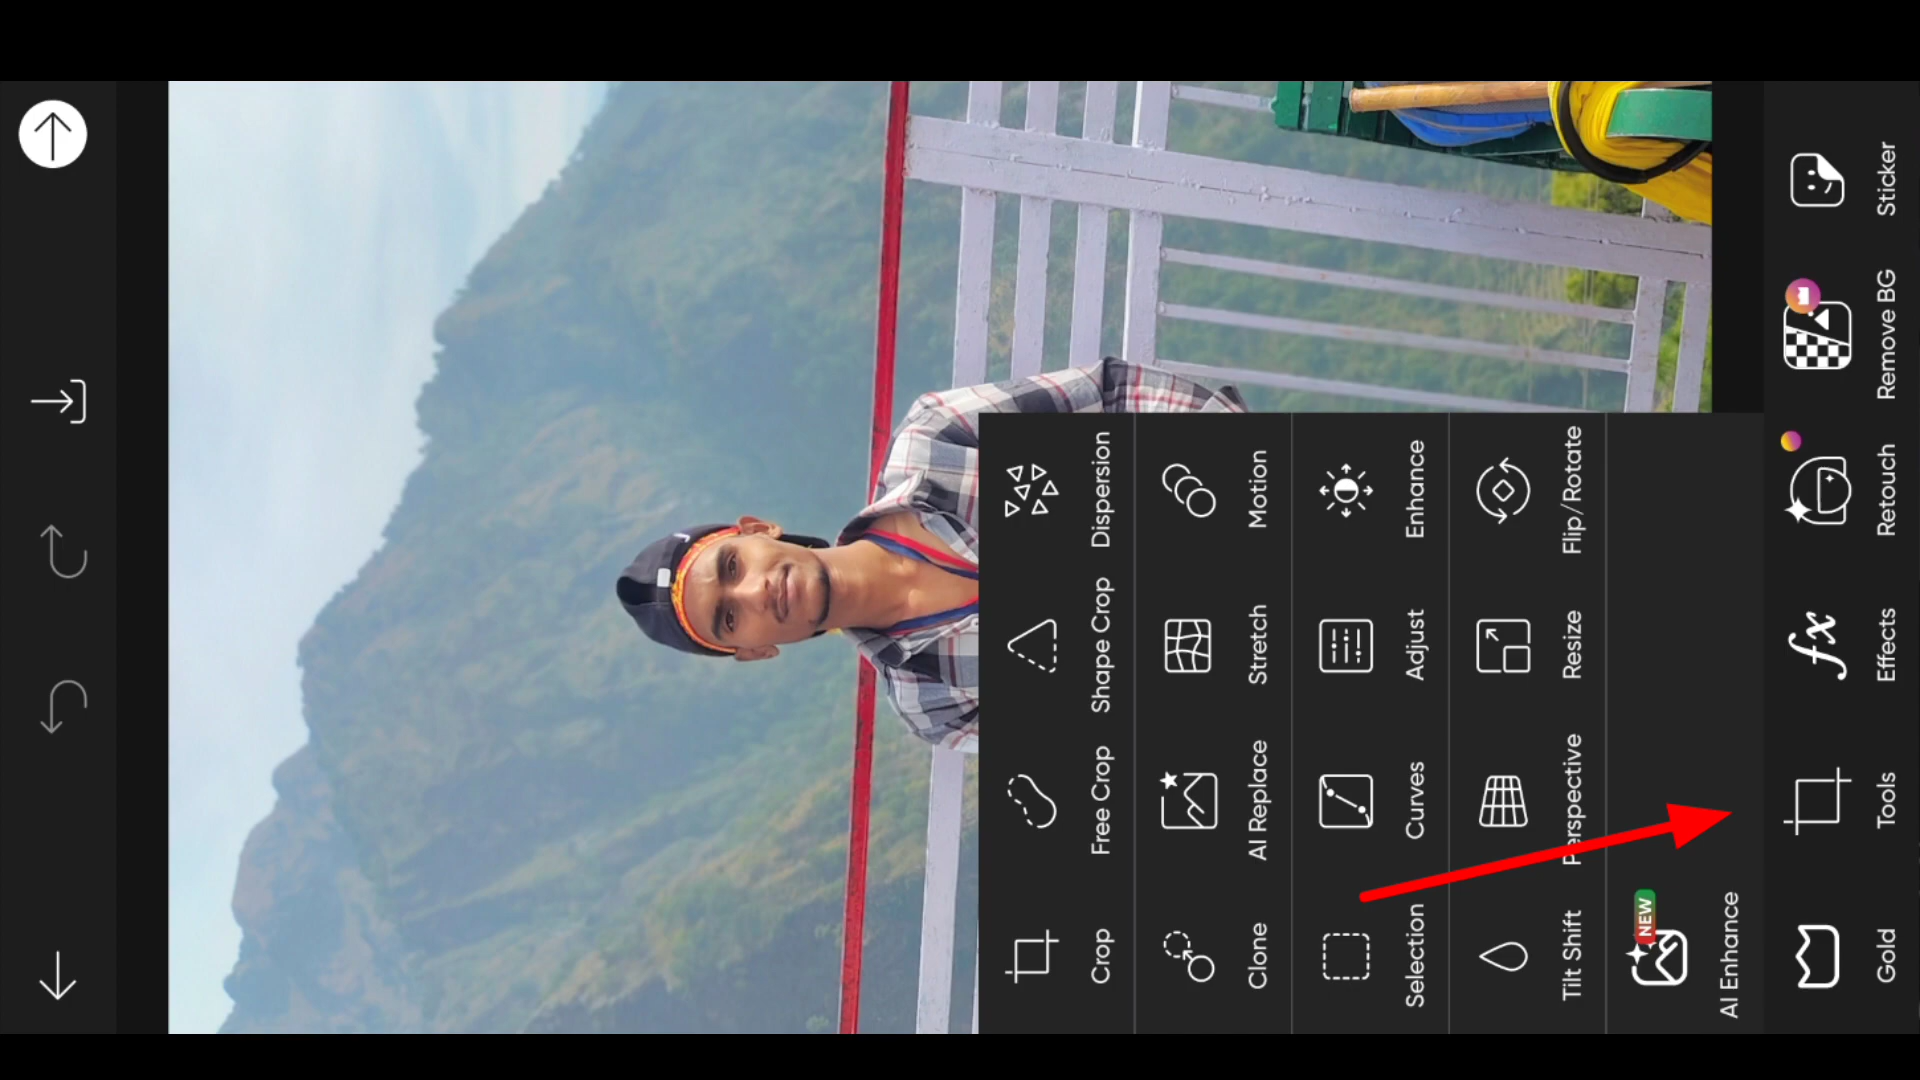 Crop
Free Crop
Shape Crop
Dispersion
Clone
AI Replace
Stretch
Motion
Selection
Curves
Adjust
Enhance
Tilt Shift
Perspective
Resize
Flip/Rotate
NEW
AI Enhance
Gold
Tools
fx
Effects
Retouch
Remove BG
Sticker